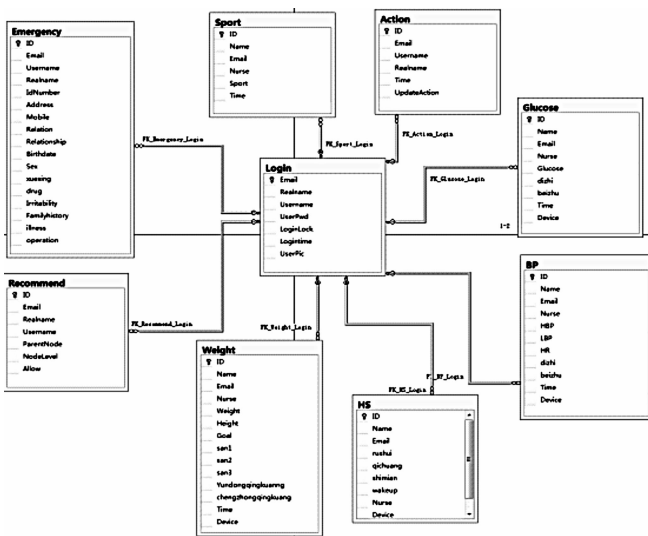 Emergency
ID
Email
Username
Realname
IdNumber
Address
Mobile
Relation
Relationship
Birthdate
Sex
xuexing
drug
Irritability
Familyhistory
illness
operation
Sport
ID
Name
Email
Nurse
Sport
Time
Action
ID
Email
Username
Realname
Time
UpdateAction
Glucose
ID
Name
Email
Nurse
Glucose
dizhi
beizhu
Time
Device
FK_Emergency_Login
FK_Sport_Login
FK_Action_Login
FK_Glucose_Login
1-2
Login
Email
Realname
Username
UserPwd
LoginLock
Logintime
UserPic
Recommend
ID
Email
Realname
Username
ParentNode
NodeLevel
Allow
FK_Recommend_Login
FK_Weight_Login
FK_BP_Login
FK_HS_Login
BP
ID
Name
Email
Nurse
HBP
LBP
HR
dizhi
beizhu
Time
Device
Weight
ID
Name
Email
Nurse
Weight
Height
Goal
san1
san2
san3
Yundongqingkuanng
chengzhongqingkuang
Time
Device
HS
ID
Name
Email
rushui
qichuang
shimian
wakeup
Nurse
Device